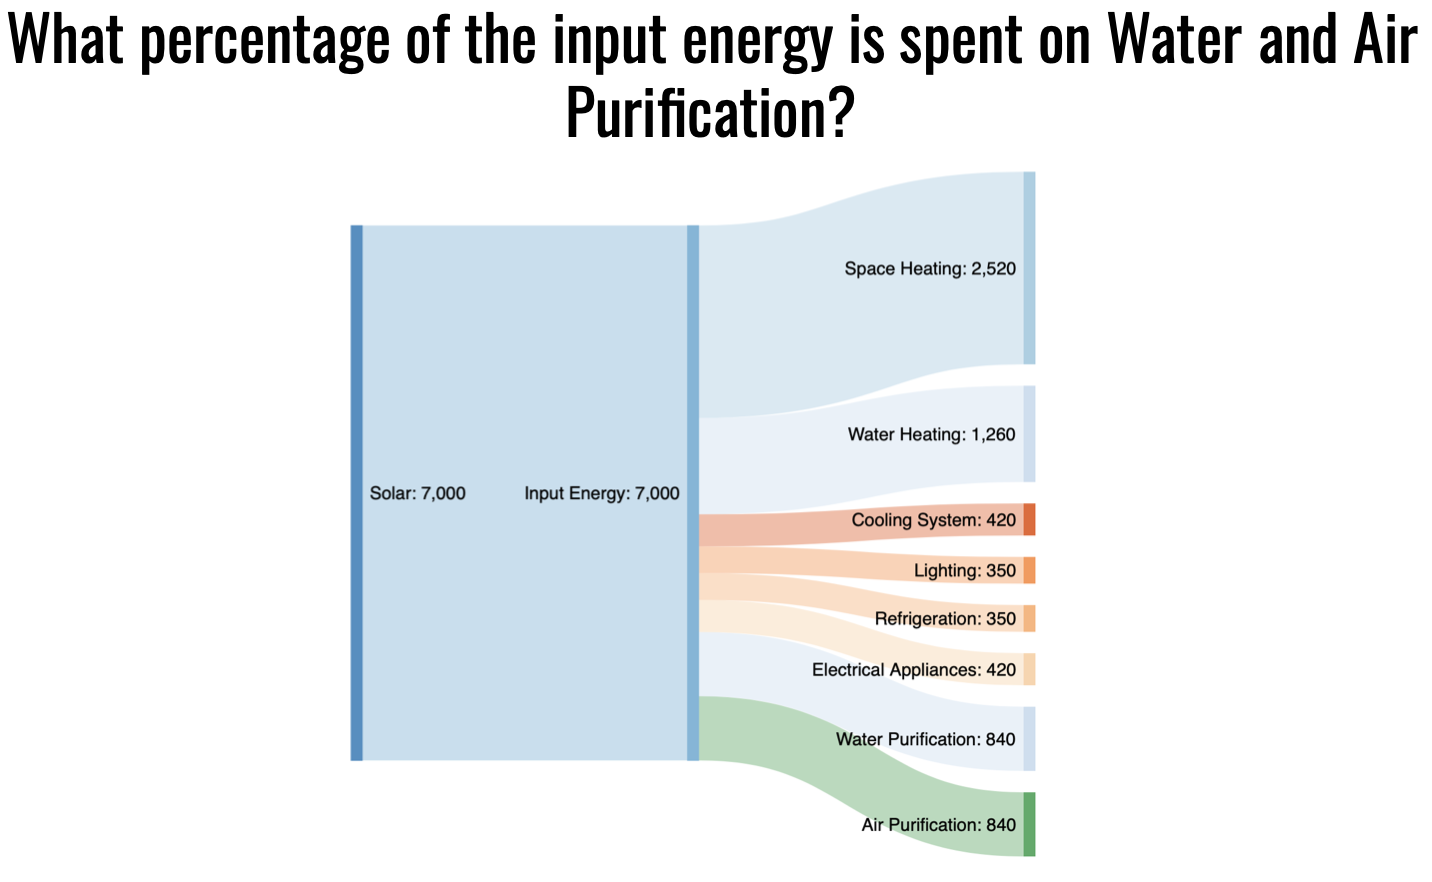 What percentage of the input energy is spent on Water and Air
Purification?
Space Heating: 2,520
Water Heating: 1,260
Solar: 7,000
Input Energy: 7,000
Cooling System: 420
Lighting: 350
Refrigeration: 350
Electrical Appliances: 420
Water Purification: 840
Air Purification: 840